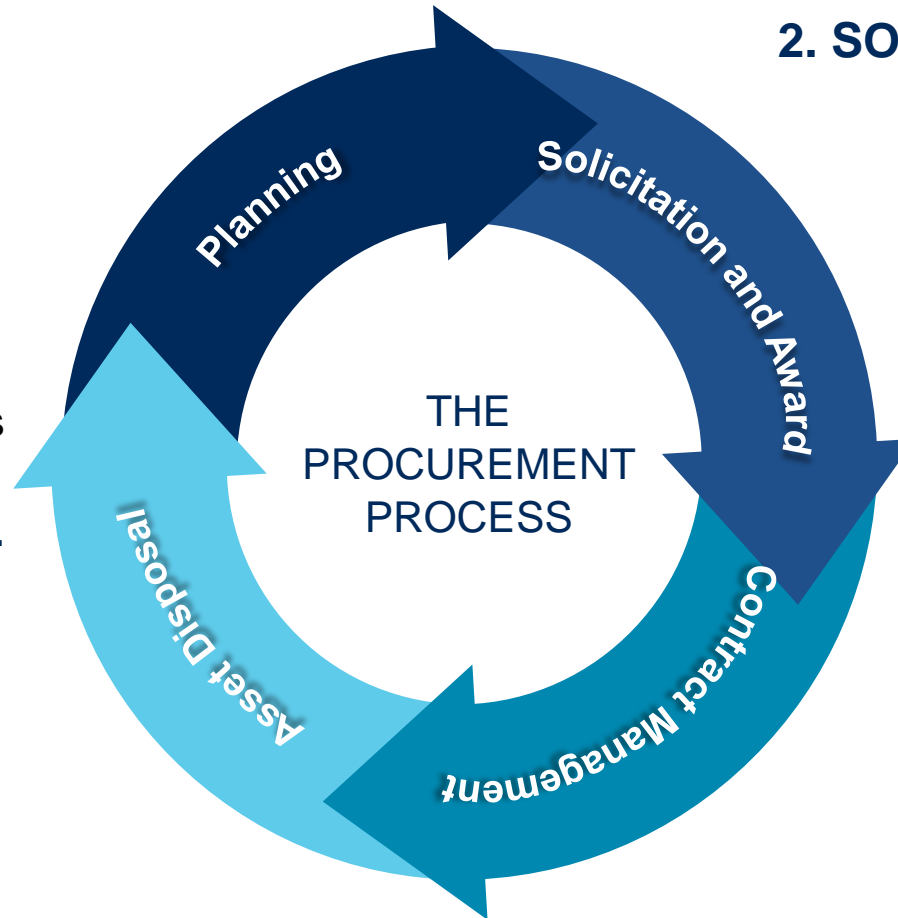 2. SO
Planning
Solicitation and Award
s
THE
PROCUREMENT
PROCESS
.
Asset Disposal
Contract Management